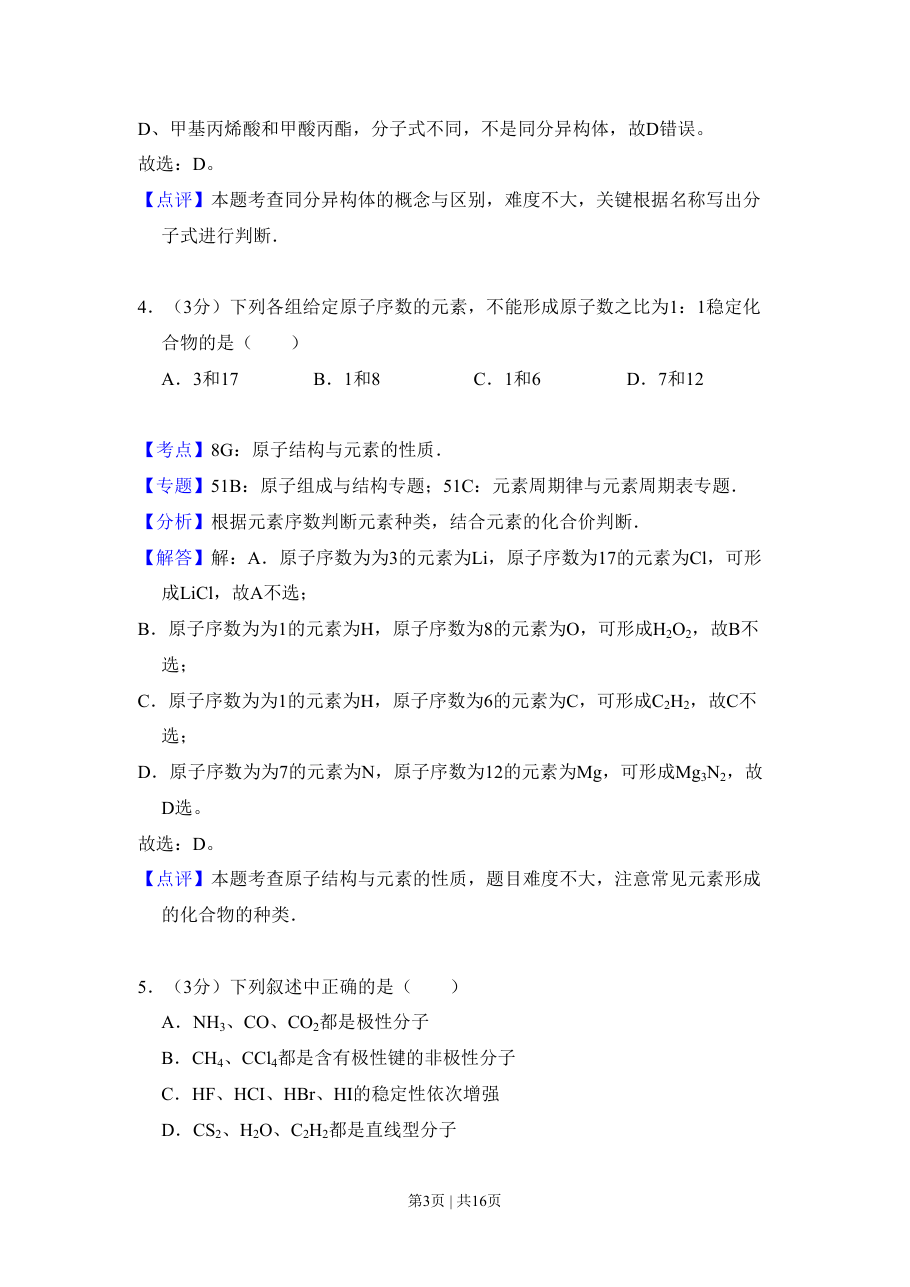 D、甲基丙烯酸和甲酸丙酯，分子式不同，不是同分异构体，故D错误。
故选：D。
【点评】本题考查同分异构体的概念与区别，难度不大，关键根据名称写出分
子式进行判断．
4．（3分）下列各组给定原子序数的元素，不能形成原子数之比为1：1稳定化
合物的是（　　）
A．3和17　　B．1和8　　C．1和6　　D．7和12
【考点】8G：原子结构与元素的性质．
【专题】51B：原子组成与结构专题；51C：元素周期律与元素周期表专题．
【分析】根据元素序数判断元素种类，结合元素的化合价判断．
【解答】解：A．原子序数为为3的元素为Li，原子序数为17的元素为Cl，可形
成LiCl，故A不选；
B．原子序数为为1的元素为H，原子序数为8的元素为O，可形成H₂O₂，故B不
选；
C．原子序数为为1的元素为H，原子序数为6的元素为C，可形成C₂H₂，故C不
选；
D．原子序数为为7的元素为N，原子序数为12的元素为Mg，可形成Mg₃N₂，故
D选。
故选：D。
【点评】本题考查原子结构与元素的性质，题目难度不大，注意常见元素形成
的化合物的种类．
5．（3分）下列叙述中正确的是（　　）
A．NH₃、CO、CO₂都是极性分子
B．CH₄、CCl₄都是含有极性键的非极性分子
C．HF、HCI、HBr、HI的稳定性依次增强
D．CS₂、H₂O、C₂H₂都是直线型分子
第3页 | 共16页